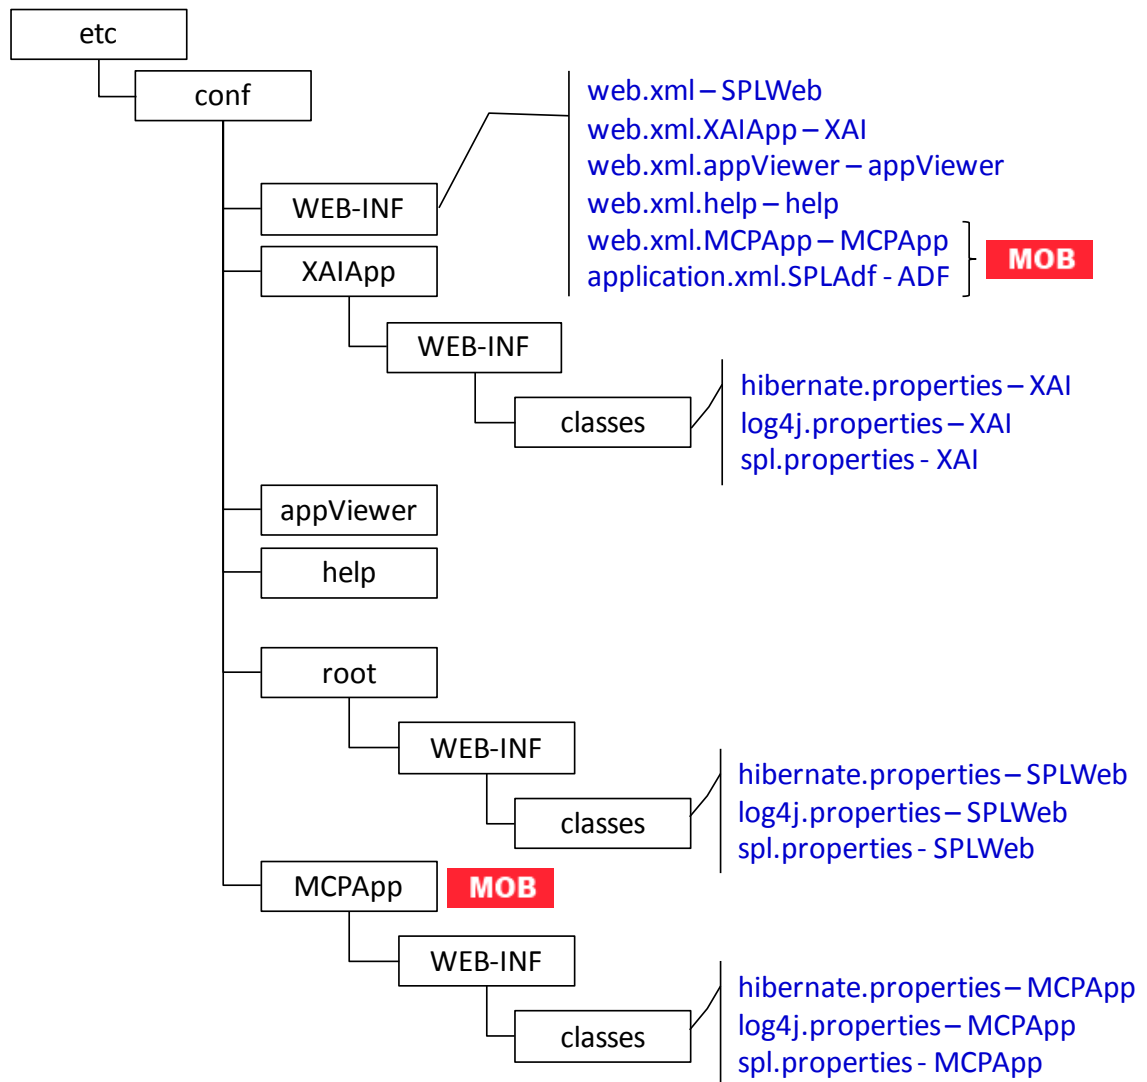 etc
conf
WEB-INF
web.xml – SPLWeb
web.xml.XAIApp – XAI
web.xml.appViewer – appViewer
web.xml.help – help
web.xml.MCPApp – MCPApp
application.xml.SPLAdf - ADF
MOB
XAIApp
WEB-INF
classes
hibernate.properties – XAI
log4j.properties – XAI
spl.properties - XAI
appViewer
help
root
WEB-INF
classes
hibernate.properties – SPLWeb
log4j.properties – SPLWeb
spl.properties - SPLWeb
MCPApp
MOB
WEB-INF
classes
hibernate.properties – MCPApp
log4j.properties – MCPApp
spl.properties - MCPApp